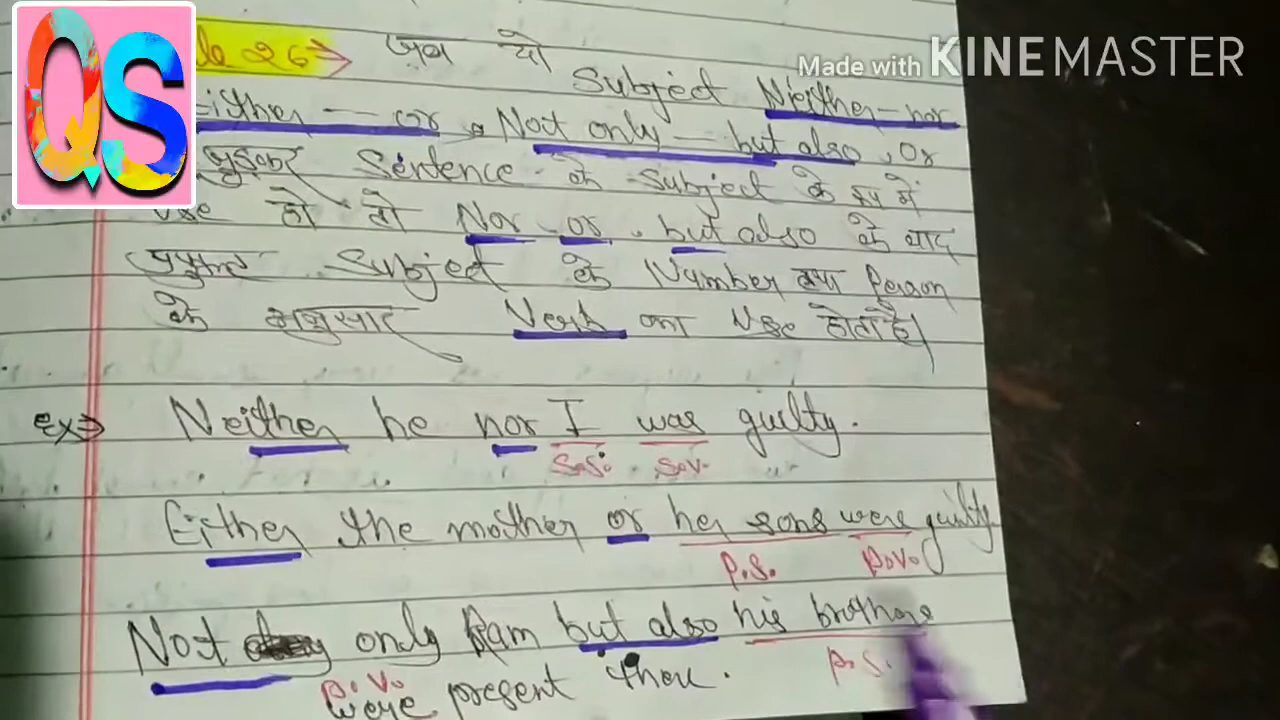 QS
Made with KINEMASTER
26⇒ जब दो Subject Neither—nor
Either — or, Not only — but also, or
जुड़कर Sentence के Subject के रूप में
Use हो तो Nor, or, but also के बाद
प्रयुक्त Subject के Number तथा Person
के अनुसार Verb का Use होता है।
Ex⇒ Neither he nor I was guilty.
S.S. S.V.
Either the mother or her sons were guilty.
P.S. P.V.
Not only Ram but also his brothers
P.V. P.S.
were present there.